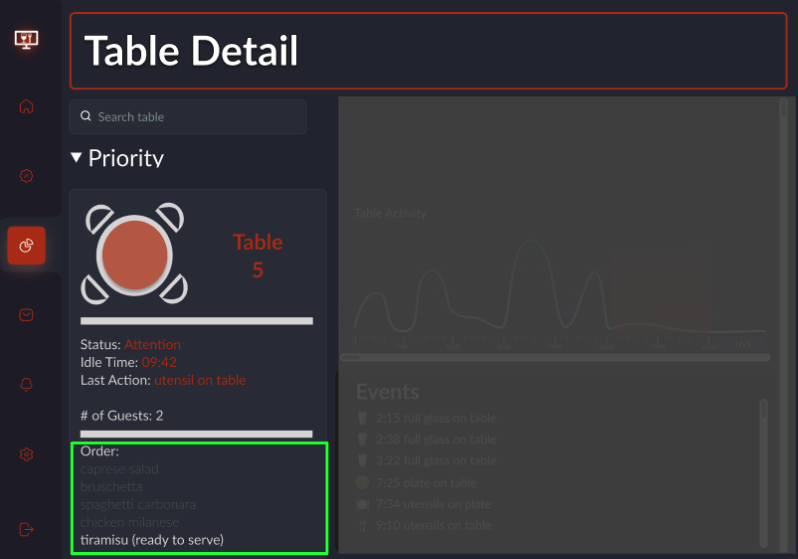 Table Detail
Search table
Priority
Table
5
Status: Attention
Idle Time: 09:42
Last Action: utensil on table
# of Guests: 2
Order:
caprese salad
bruschetta
spaghetti carbonara
chicken milanese
tiramisu (ready to serve)
Table Activity
LIVE
Events
2:15 full glass on table
2:38 full glass on table
3:22 full glass on table
7:25 plate on table
7:34 utensils on plate
9:10 utensils on table